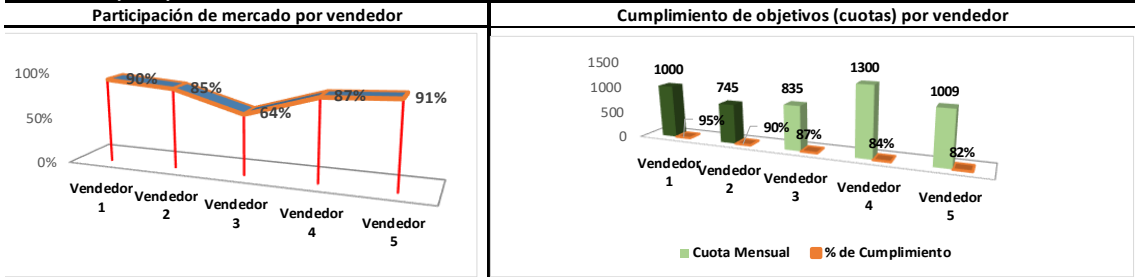 Participación de mercado por vendedor
100%
50%
0%
90%
85%
64%
87%
91%
Vendedor
1
Vendedor
2
Vendedor
3
Vendedor
4
Vendedor
5
Cumplimiento de objetivos (cuotas) por vendedor
1500
1000
500
0
1000
745
835
1300
1009
95%
90%
87%
84%
82%
Vendedor
1
Vendedor
2
Vendedor
3
Vendedor
4
Vendedor
5
Cuota Mensual
% de Cumplimiento